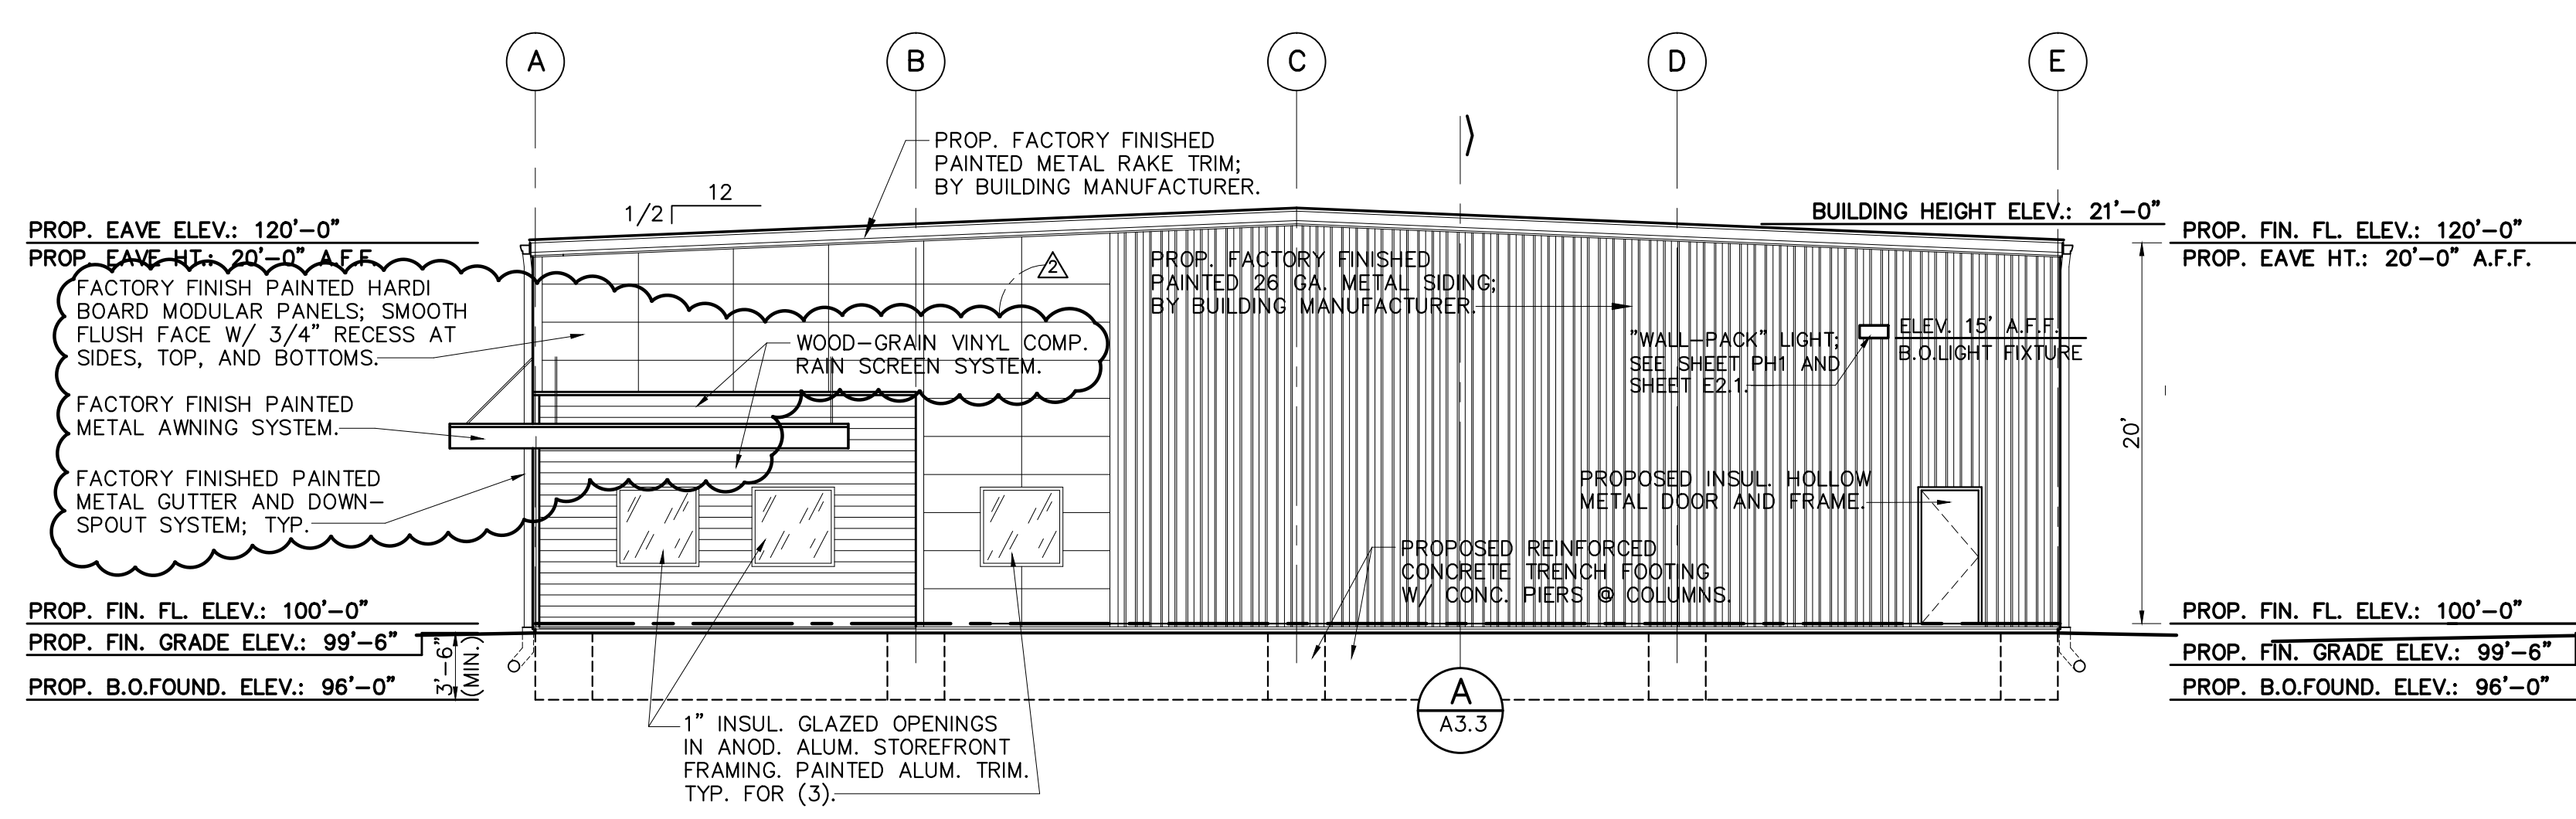 A
B
C
D
E
PROP. FACTORY FINISHED
PAINTED METAL RAKE TRIM;
BY BUILDING MANUFACTURER.
12
1/2
PROP. EAVE ELEV.: 120'-0"
PROP. EAVE HT.: 20'-0" A.F.F.
BUILDING HEIGHT ELEV.: 21'-0"
PROP. FIN. FL. ELEV.: 120'-0"
PROP. EAVE HT.: 20'-0" A.F.F.
FACTORY FINISH PAINTED HARDI
BOARD MODULAR PANELS; SMOOTH
FLUSH FACE W/ 3/4" RECESS AT
SIDES, TOP, AND BOTTOMS.
2
PROP. FACTORY FINISHED
PAINTED 26 GA. METAL SIDING;
BY BUILDING MANUFACTURER.
WOOD-GRAIN VINYL COMP.
RAIN SCREEN SYSTEM.
"WALL-PACK" LIGHT;
SEE SHEET PH1 AND
SHEET E2.1.
ELEV. 15' A.F.F.
B.O.LIGHT FIXTURE
FACTORY FINISH PAINTED
METAL AWNING SYSTEM.
20'
FACTORY FINISHED PAINTED
METAL GUTTER AND DOWN-
SPOUT SYSTEM; TYP.
PROPOSED INSUL. HOLLOW
METAL DOOR AND FRAME.
PROPOSED REINFORCED
CONCRETE TRENCH FOOTING
W/ CONC. PIERS @ COLUMNS.
PROP. FIN. FL. ELEV.: 100'-0"
PROP. FIN. GRADE ELEV.: 99'-6"
PROP. B.O.FOUND. ELEV.: 96'-0"
3'-6"
(MIN.)
PROP. FIN. FL. ELEV.: 100'-0"
PROP. FIN. GRADE ELEV.: 99'-6"
PROP. B.O.FOUND. ELEV.: 96'-0"
A
A3.3
1" INSUL. GLAZED OPENINGS
IN ANOD. ALUM. STOREFRONT
FRAMING. PAINTED ALUM. TRIM.
TYP. FOR (3).